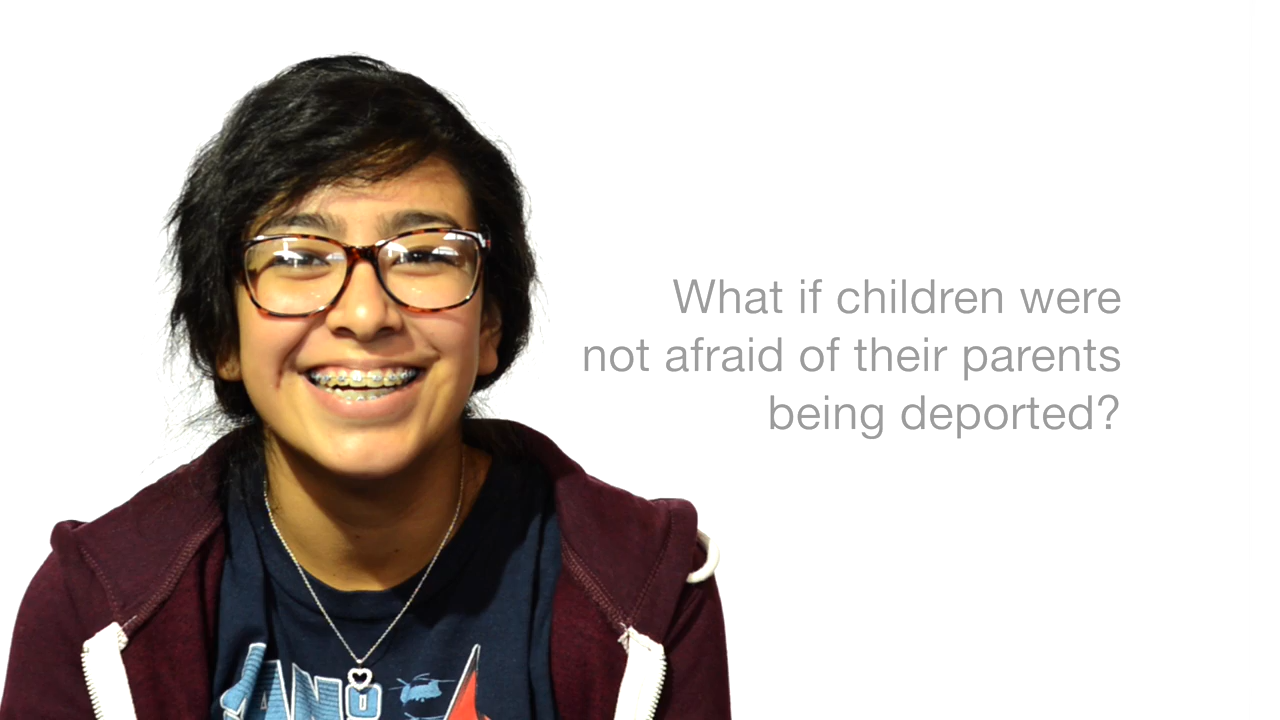 What if children were
not afraid of their parents
being deported?